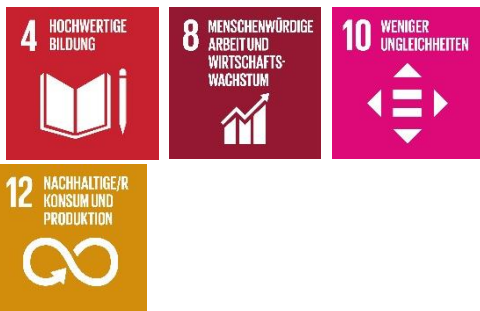 4 HOCHWERTIGE
BILDUNG
8 MENSCHENWÜRDIGE
ARBEIT UND
WIRTSCHAFTS-
WACHSTUM
10 WENIGER
UNGLEICHHEITEN
12 NACHHALTIGE/R
KONSUM UND
PRODUKTION